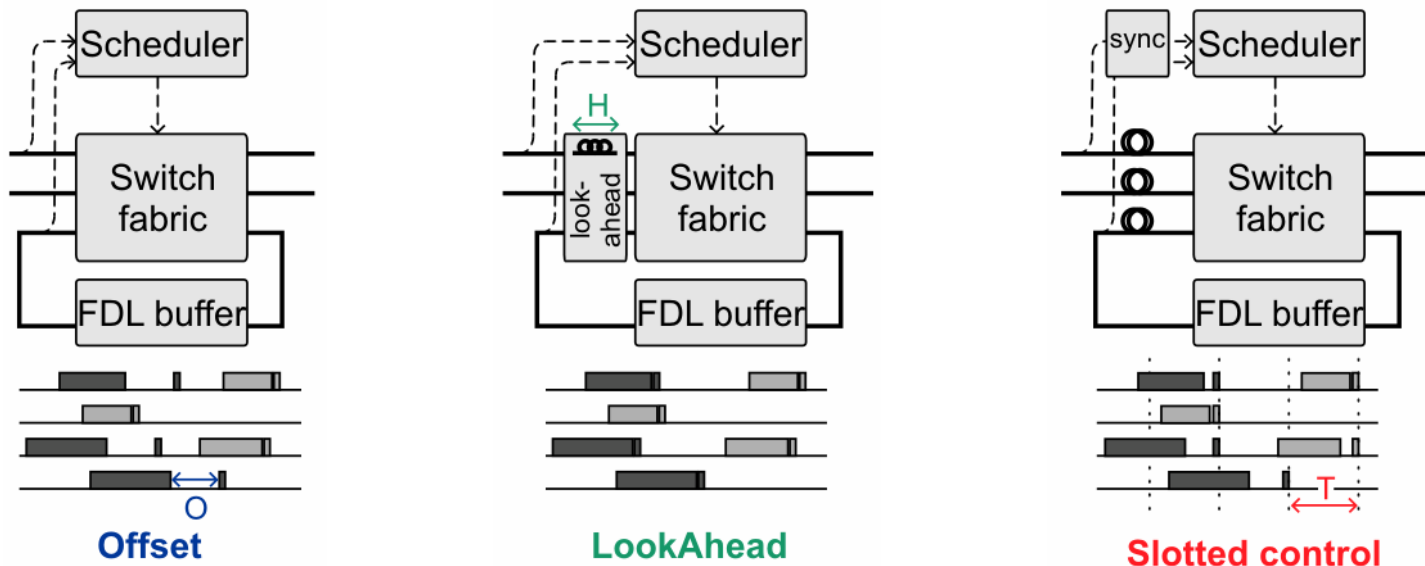 Scheduler
Switch
fabric
FDL buffer
O
Offset
Scheduler
H
look-
ahead
Switch
fabric
FDL buffer
LookAhead
sync
Scheduler
Switch
fabric
FDL buffer
T
Slotted control